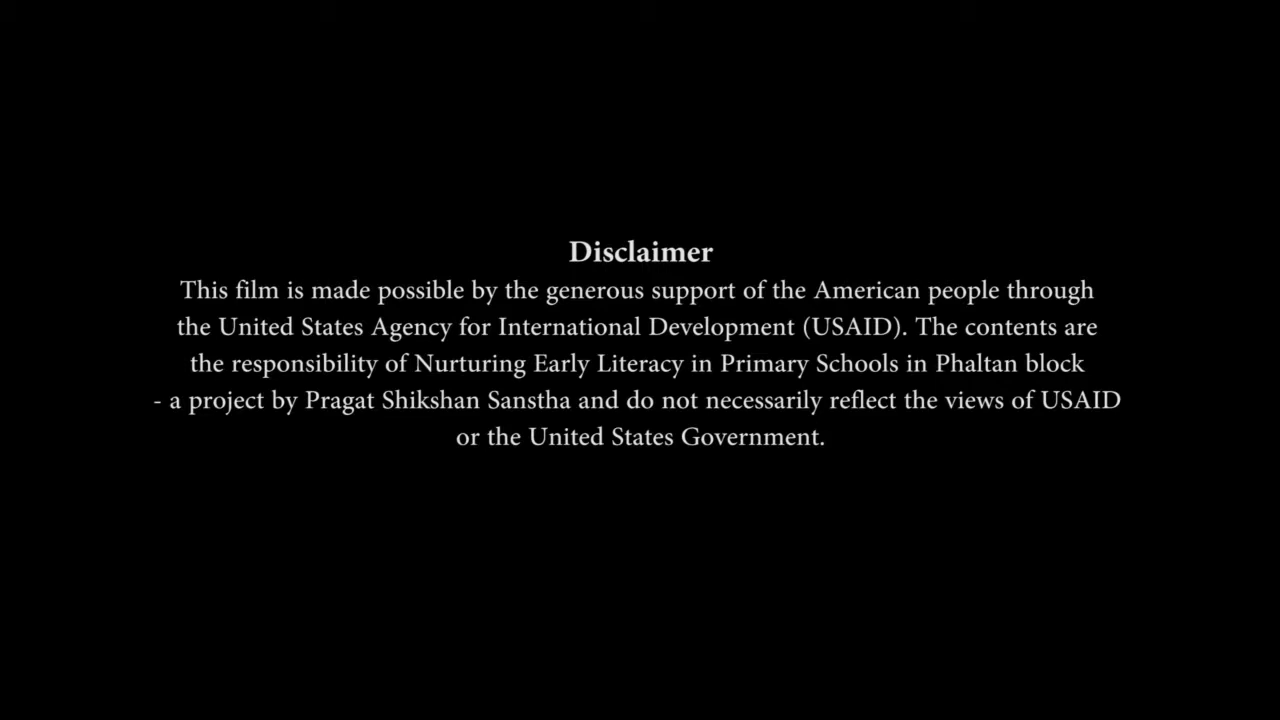 Disclaimer
This film is made possible by the generous support of the American people through
the United States Agency for International Development (USAID). The contents are
the responsibility of Nurturing Early Literacy in Primary Schools in Phaltan block
- a project by Pragat Shikshan Sanstha and do not necessarily reflect the views of USAID
or the United States Government.